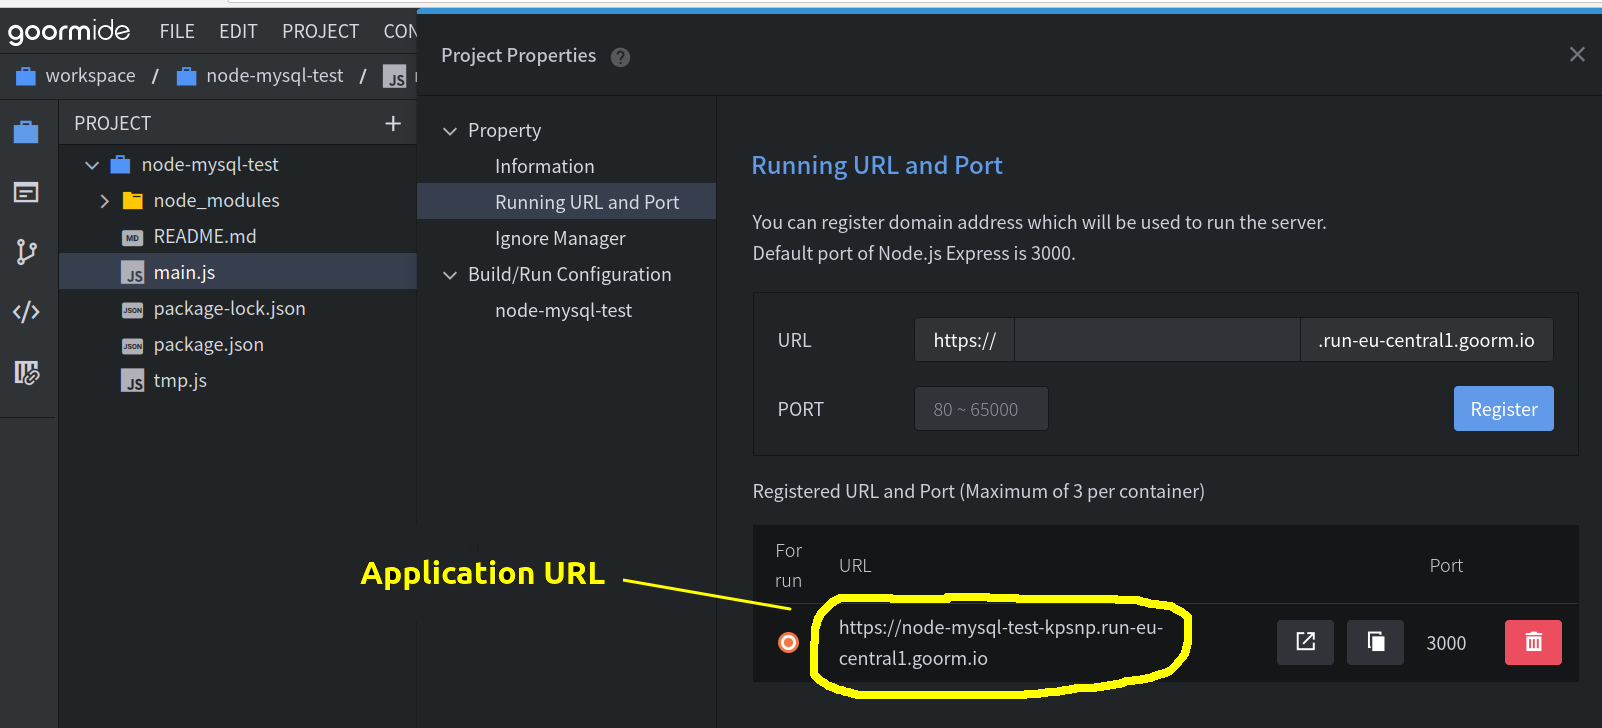 goormide FILE EDIT PROJECT CON
workspace / node-mysql-test / JS
PROJECT +
node-mysql-test
node_modules
MD README.md
JS main.js
JSON package-lock.json
JSON package.json
JS tmp.js
Project Properties ?
Property
Information
Running URL and Port
Ignore Manager
Build/Run Configuration
node-mysql-test
Running URL and Port
You can register domain address which will be used to run the server.
Default port of Node.js Express is 3000.
URL https:// .run-eu-central1.goorm.io
PORT 80 ~ 65000 Register
Registered URL and Port (Maximum of 3 per container)
For
run
URL
Port
Application URL
https://node-mysql-test-kpsnp.run-eu-
central1.goorm.io
3000